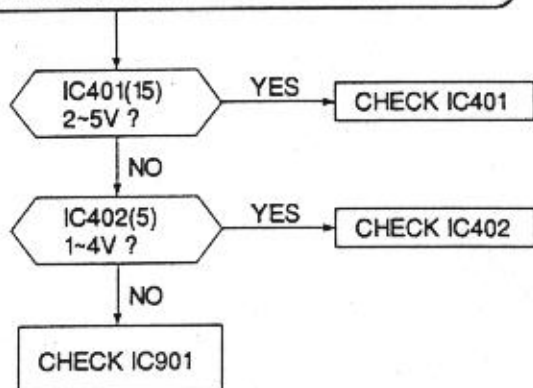 IC401(15)
2~5V ?
YES
CHECK IC401
NO
IC402(5)
1~4V ?
YES
CHECK IC402
NO
CHECK IC901